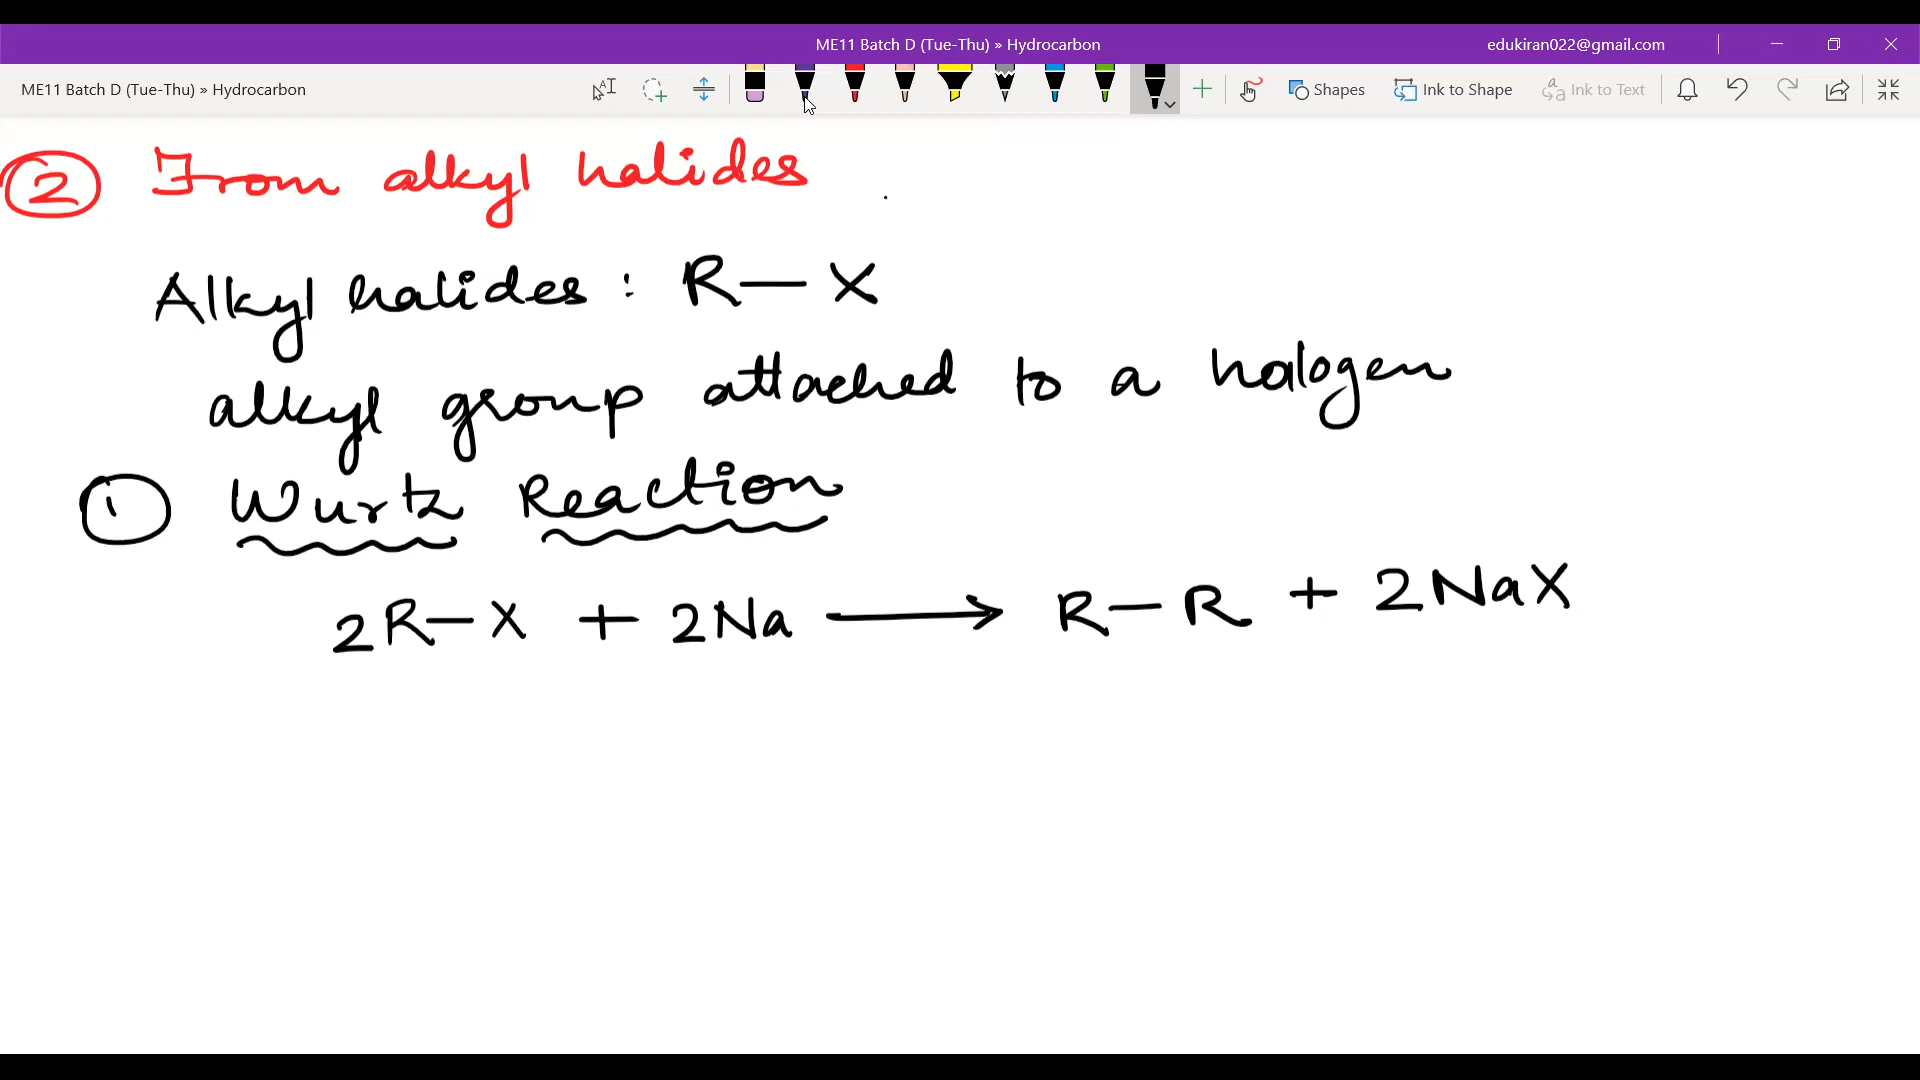 ME11 Batch D (Tue-Thu) » Hydrocarbon
edukiran022@gmail.com
ME11 Batch D (Tue-Thu) » Hydrocarbon
Shapes
Ink to Shape
Ink to Text
② From alkyl halides
Alkyl halides : R — X
alkyl group attached to a halogen
① Wurtz Reaction
2R—X + 2Na ⟶ R—R + 2NaX